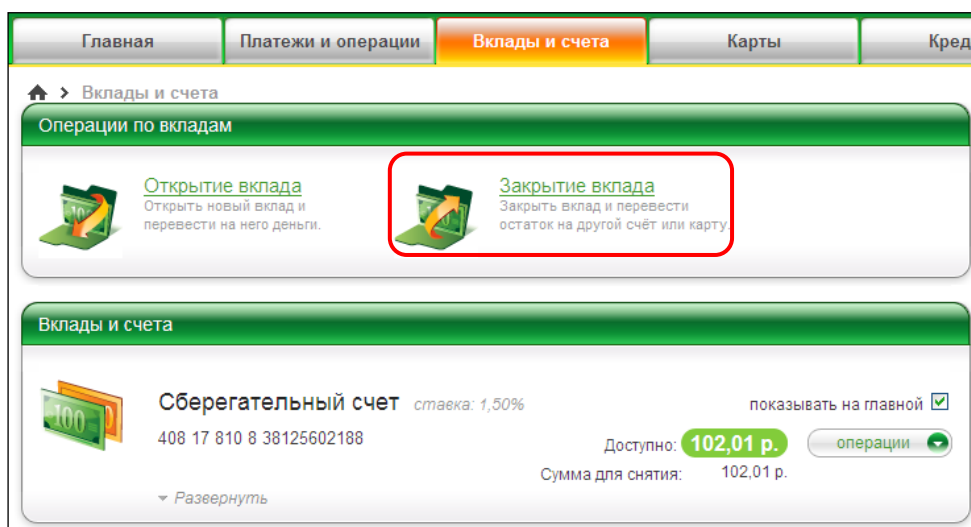 Главная Платежи и операции Вклады и счета Карты Кред
Вклады и счета
Операции по вкладам
Открытие вклада
Открыть новый вклад и
перевести на него деньги.
Закрытие вклада
Закрыть вклад и перевести
остаток на другой счёт или карту.
Вклады и счета
Сберегательный счет ставка: 1,50% показывать на главной
408 17 810 8 38125602188 Доступно: 102,01 р. операции
Сумма для снятия: 102,01 р.
Развернуть